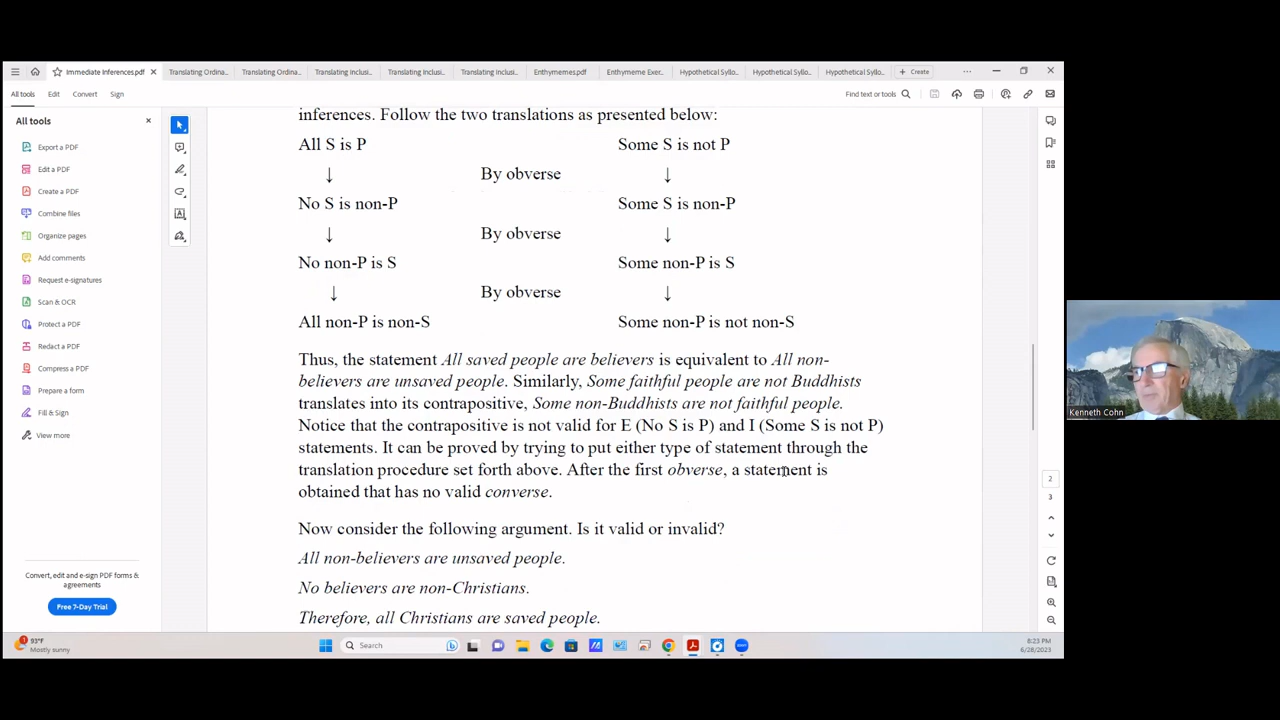 Immediate Inferences.pdf × Translating Ordina... Translating Ordina... Translating Inclusi... Translating Inclusi... Translating Inclusi... Enthymemes.pdf Enthymeme Exer... Hypothetical Syllo... Hypothetical Syllo... Hypothetical Syllo... + Create
All tools Edit Convert Sign Find text or tools
All tools ×
Export a PDF
Edit a PDF
Create a PDF
Combine files
Organize pages
Add comments
Request e-signatures
Scan & OCR
Protect a PDF
Redact a PDF
Compress a PDF
Prepare a form
Fill & Sign
View more
Convert, edit and e-sign PDF forms &
agreements
Free 7-Day Trial
inferences. Follow the two translations as presented below:
All S is P Some S is not P
↓ By obverse ↓
No S is non-P Some S is non-P
↓ By obverse ↓
No non-P is S Some non-P is S
↓ By obverse ↓
All non-P is non-S Some non-P is not non-S
Thus, the statement All saved people are believers is equivalent to All non-
believers are unsaved people. Similarly, Some faithful people are not Buddhists
translates into its contrapositive, Some non-Buddhists are not faithful people.
Notice that the contrapositive is not valid for E (No S is P) and I (Some S is not P)
statements. It can be proved by trying to put either type of statement through the
translation procedure set forth above. After the first obverse, a statement is
obtained that has no valid converse.
Now consider the following argument. Is it valid or invalid?
All non-believers are unsaved people.
No believers are non-Christians.
Therefore, all Christians are saved people.
2
3
Kenneth Cohn
1
93°F
Mostly sunny
Search
8:23 PM
6/28/2023